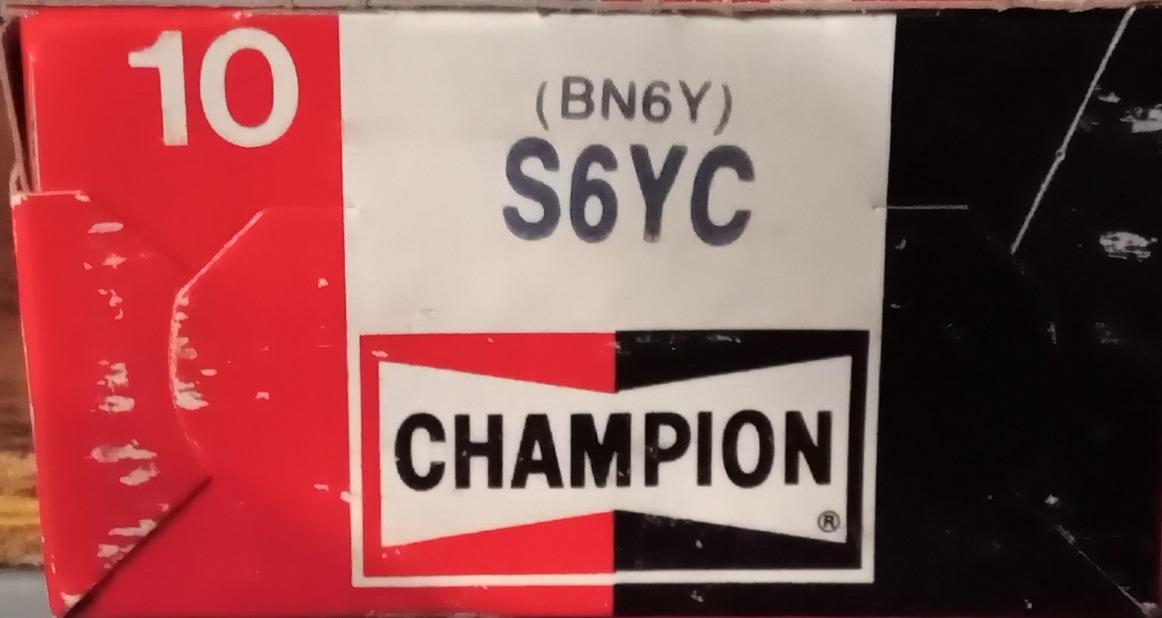 10
(BN6Y)
S6YC
CHAMPION
®